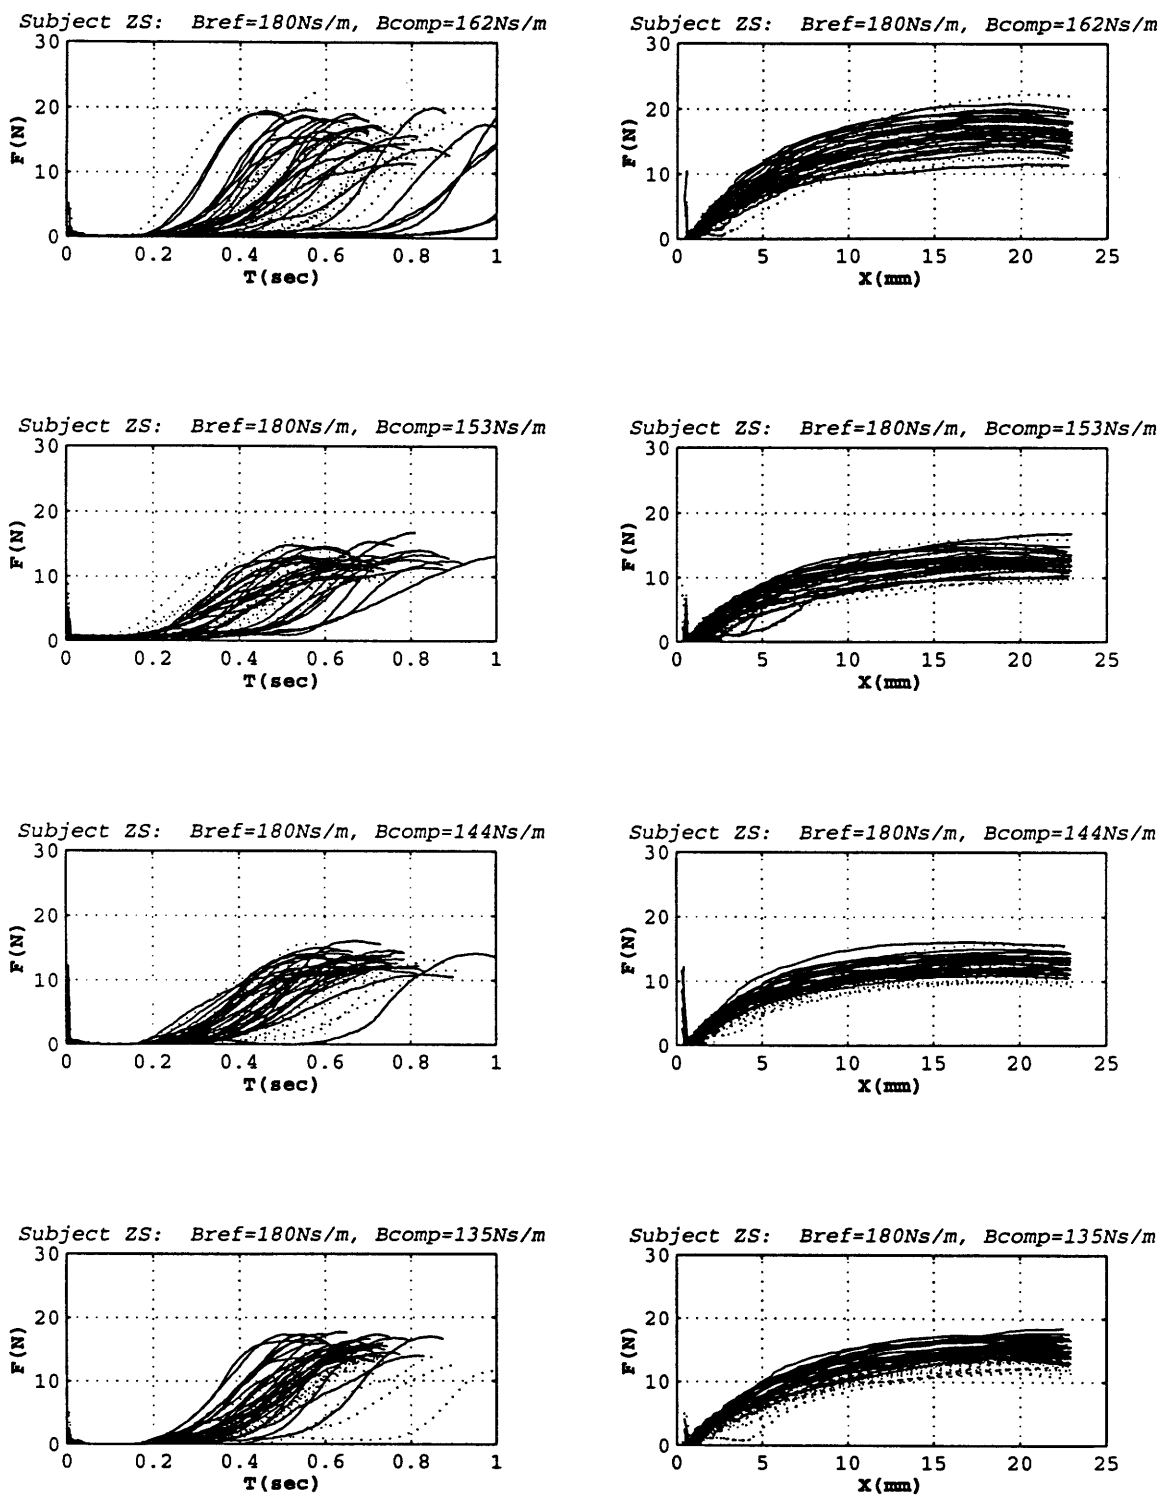 Subject ZS: Bref=180Ns/m, Bcomp=162Ns/m
30
20
10
0
F(N)
0 0.2 0.4 0.6 0.8 1
T(sec)
Subject ZS: Bref=180Ns/m, Bcomp=162Ns/m
30
20
10
0
F(N)
0 5 10 15 20 25
X(mm)
Subject ZS: Bref=180Ns/m, Bcomp=153Ns/m
30
20
10
0
F(N)
0 0.2 0.4 0.6 0.8 1
T(sec)
Subject ZS: Bref=180Ns/m, Bcomp=153Ns/m
30
20
10
0
F(N)
0 5 10 15 20 25
X(mm)
Subject ZS: Bref=180Ns/m, Bcomp=144Ns/m
30
20
10
0
F(N)
0 0.2 0.4 0.6 0.8 1
T(sec)
Subject ZS: Bref=180Ns/m, Bcomp=144Ns/m
30
20
10
0
F(N)
0 5 10 15 20 25
X(mm)
Subject ZS: Bref=180Ns/m, Bcomp=135Ns/m
30
20
10
0
F(N)
0 0.2 0.4 0.6 0.8 1
T(sec)
Subject ZS: Bref=180Ns/m, Bcomp=135Ns/m
30
20
10
0
F(N)
0 5 10 15 20 25
X(mm)